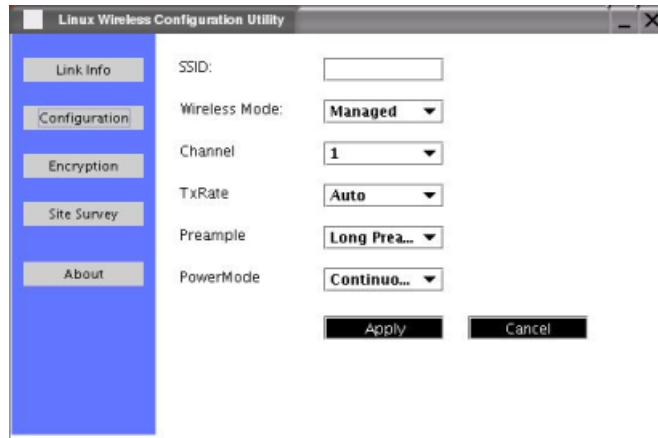 Linux Wireless Configuration Utility
Link Info
Configuration
Encryption
Site Survey
About
SSID:
Wireless Mode: Managed
Channel 1
TxRate Auto
Preample Long Prea...
PowerMode Continuo...
Apply Cancel